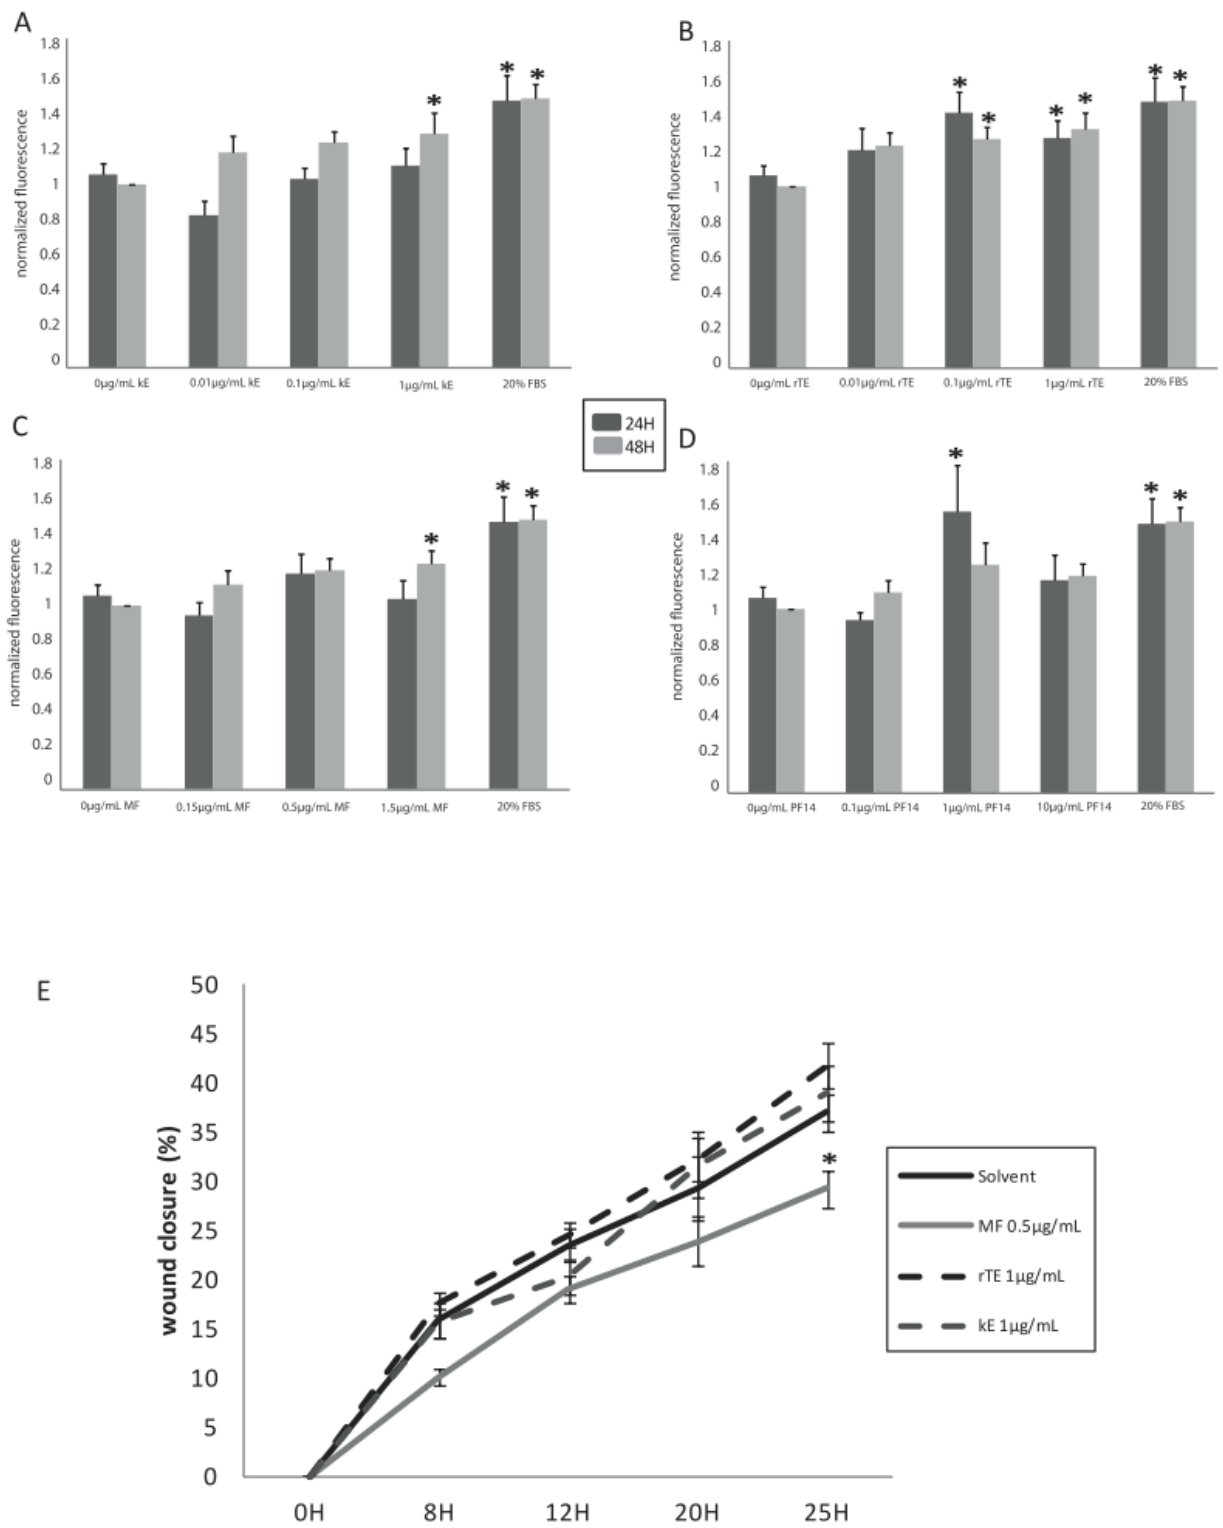 A
1.8
1.6
1.4
1.2
1
0.8
0.6
0.4
0.2
0
normalized fluorescence
* * *
0µg/mL kE 0.01µg/mL kE 0.1µg/mL kE 1µg/mL kE 20% FBS
B
1.8
1.6
1.4
1.2
1
0.8
0.6
0.4
0.2
0
normalized fluorescence
* * * * * *
0µg/mL rTE 0.01µg/mL rTE 0.1µg/mL rTE 1µg/mL rTE 20% FBS
24H
48H
C
1.8
1.6
1.4
1.2
1
0.8
0.6
0.4
0.2
0
normalized fluorescence
* * *
0µg/mL MF 0.15µg/mL MF 0.5µg/mL MF 1.5µg/mL MF 20% FBS
D
1.8
1.6
1.4
1.2
1
0.8
0.6
0.4
0.2
0
normalized fluorescence
* * *
0µg/mL PF14 0.1µg/mL PF14 1µg/mL PF14 10µg/mL PF14 20% FBS
E
50
45
40
35
30
25
20
15
10
5
0
wound closure (%)
*
0H 8H 12H 20H 25H
Solvent
MF 0.5µg/mL
rTE 1µg/mL
kE 1µg/mL